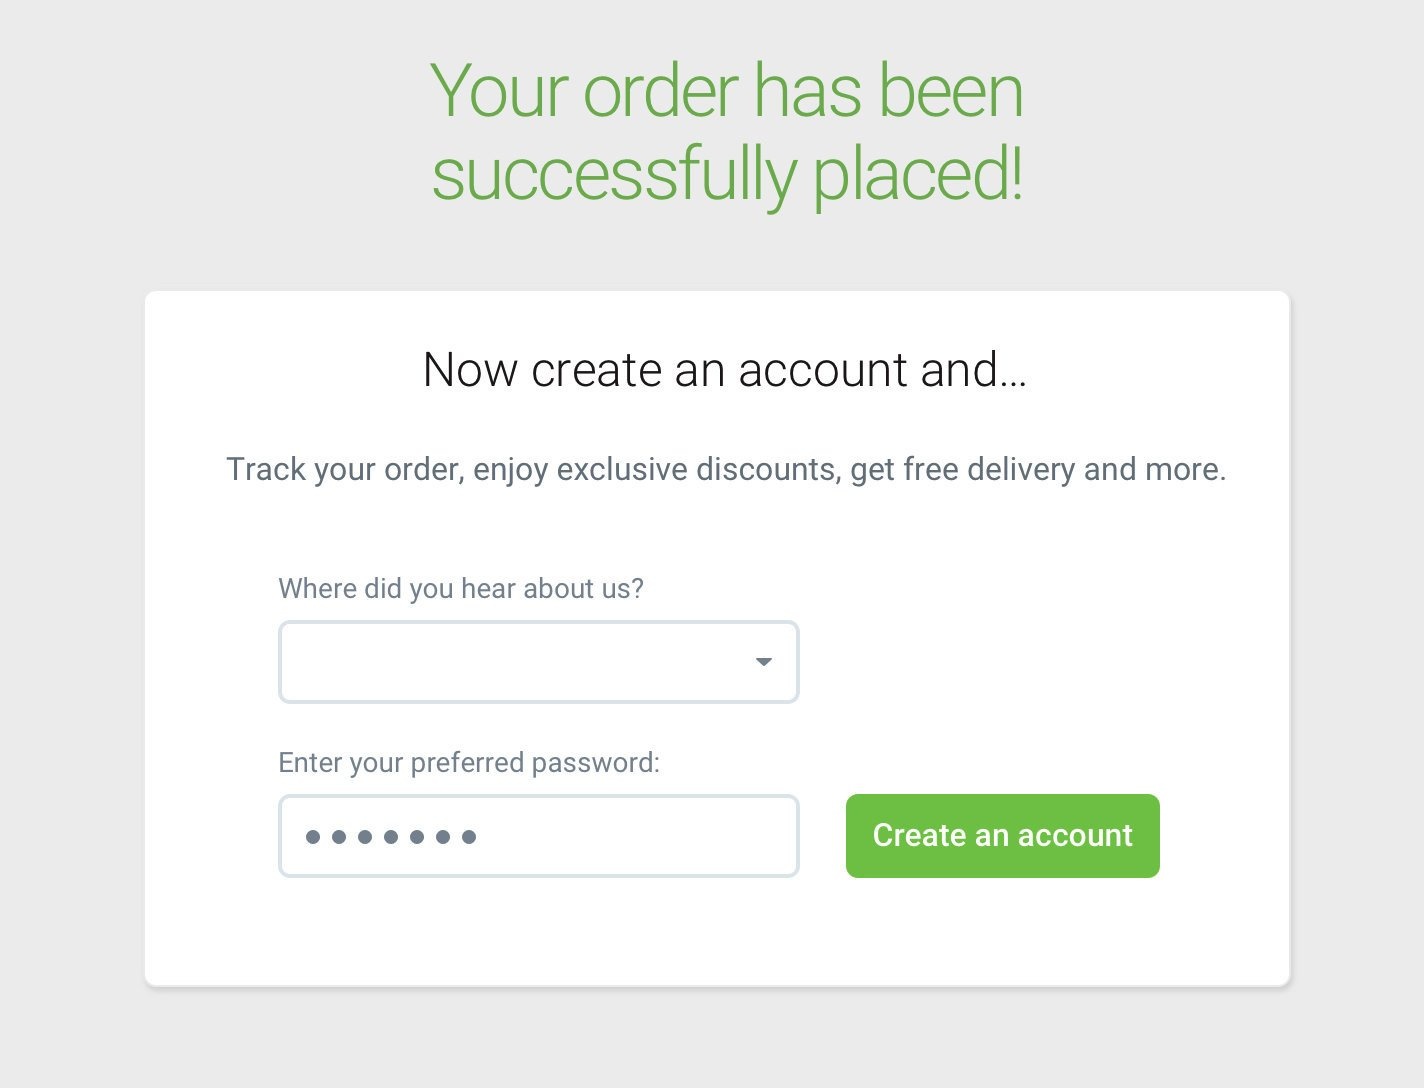 Your order has been
successfully placed!
Now create an account and...
Track your order, enjoy exclusive discounts, get free delivery and more.
Where did you hear about us?
Enter your preferred password:
Create an account